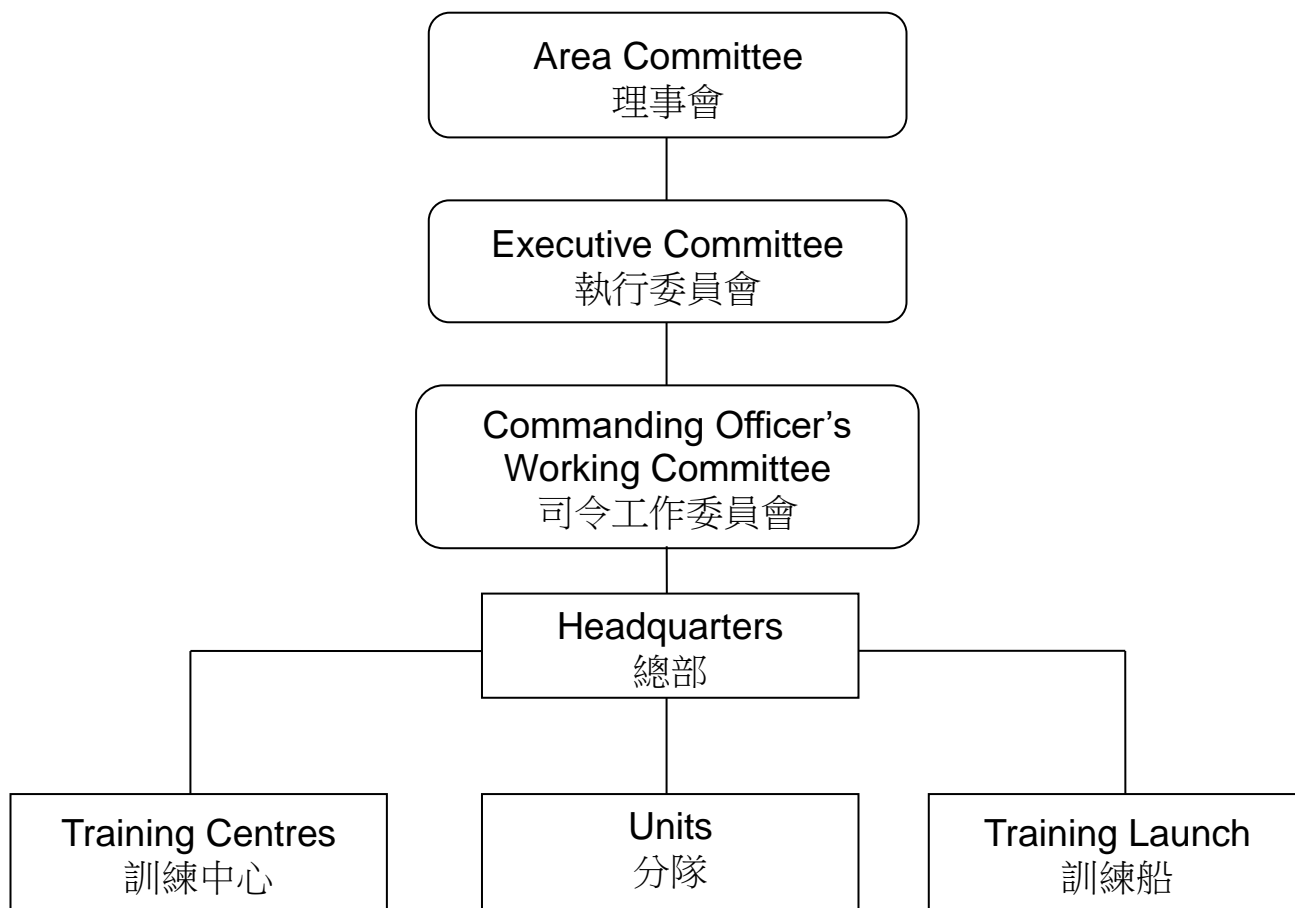 Area Committee
理事會
Executive Committee
執行委員會
Commanding Officer’s
Working Committee
司令工作委員會
Headquarters
總部
Training Centres
訓練中心
Units
分隊
Training Launch
訓練船